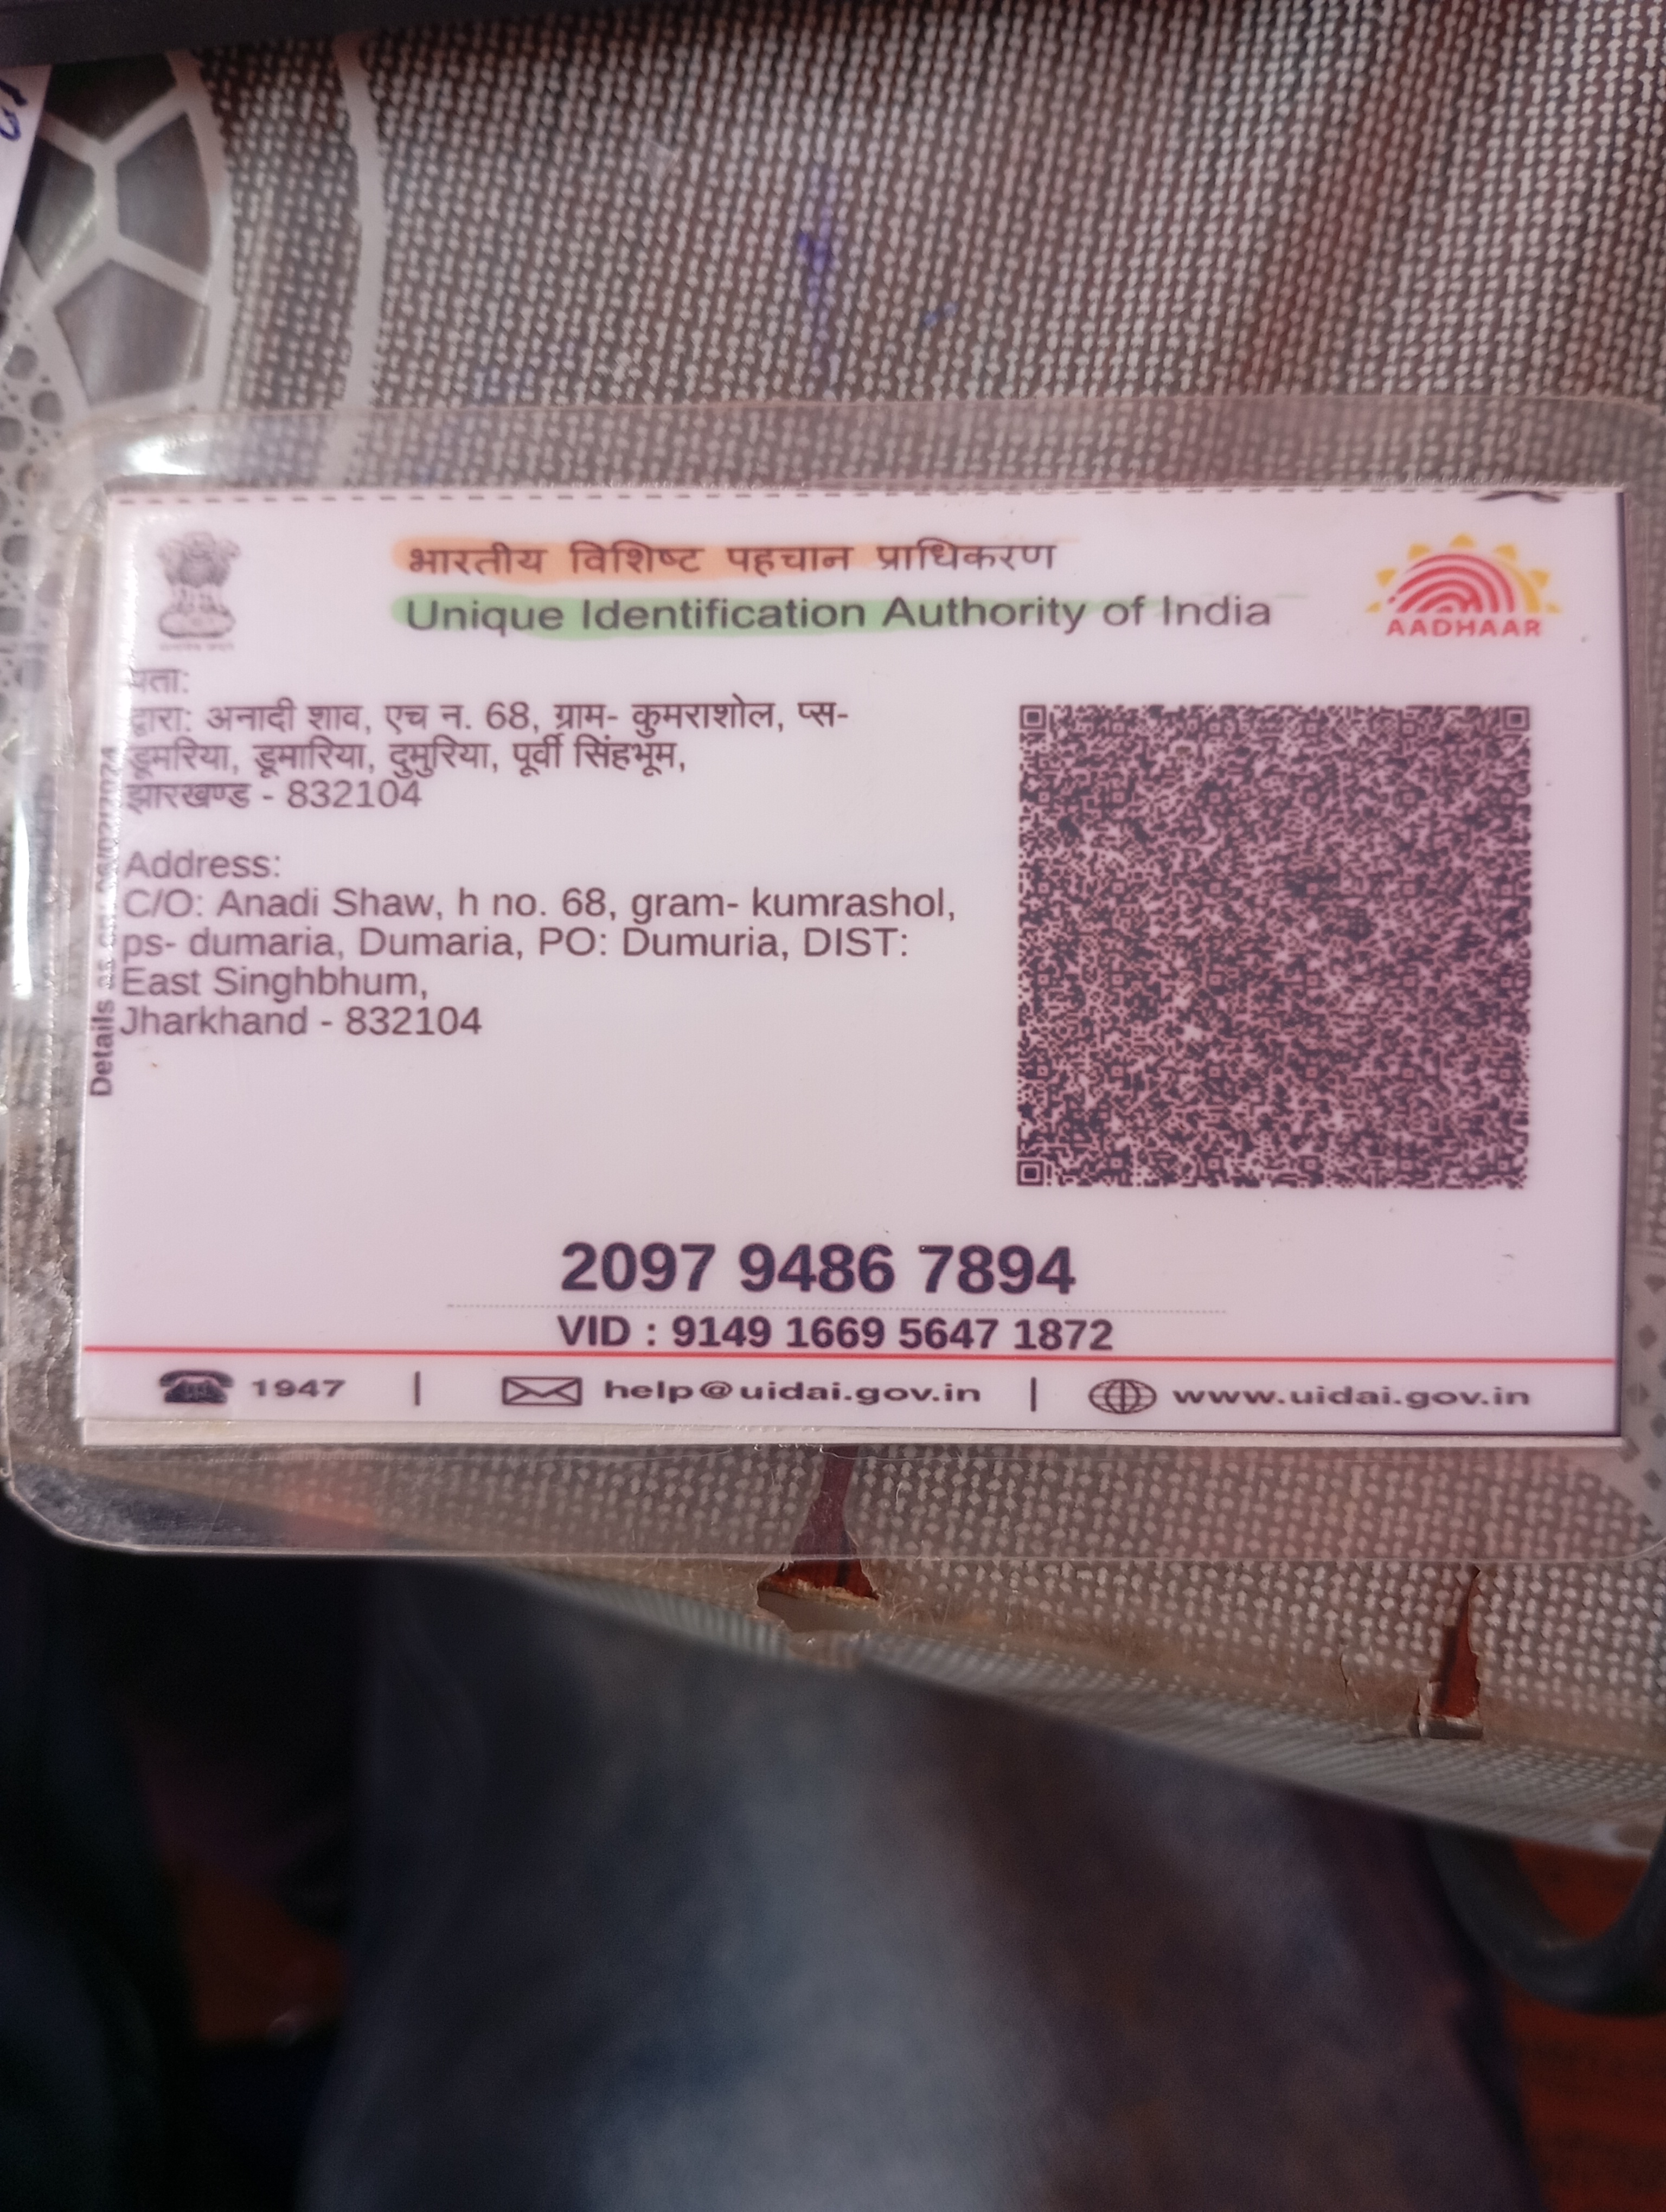 भारतीय विशिष्ट पहचान प्राधिकरण
Unique Identification Authority of India
AADHAAR
पता:
द्वारा: अनादी शाव, एच न. 68, ग्राम- कुमराशोल, प्स-
डूमरिया, डूमारिया, दुमुरिया, पूर्वी सिंहभूम,
झारखण्ड - 832104
Address:
C/O: Anadi Shaw, h no. 68, gram- kumrashol,
ps- dumaria, Dumaria, PO: Dumuria, DIST:
East Singhbhum,
Jharkhand - 832104
Details as
2097 9486 7894
VID : 9149 1669 5647 1872
1947 | help@uidai.gov.in | www.uidai.gov.in